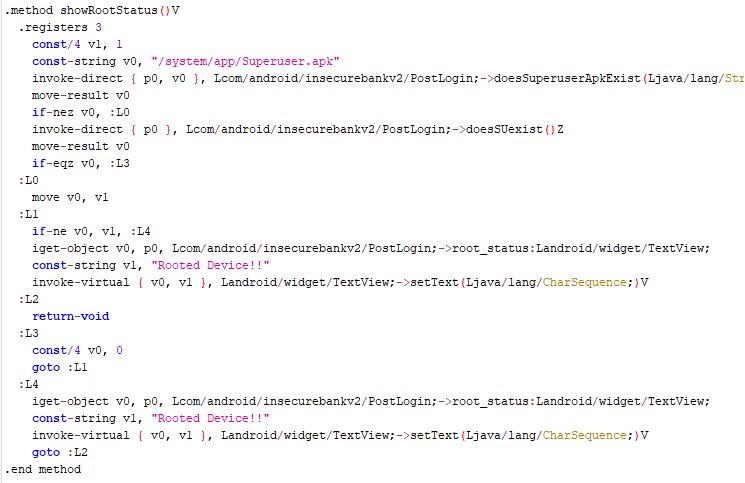 .method showRootStatus()V
.registers 3
const/4 v1, 1
const-string v0, "/system/app/Superuser.apk"
invoke-direct { p0, v0 }, Lcom/android/insecurebankv2/PostLogin;->doesSuperuserApkExist(Ljava/lang/Str
move-result v0
if-nez v0, :L0
invoke-direct { p0 }, Lcom/android/insecurebankv2/PostLogin;->doesSUexist()Z
move-result v0
if-eqz v0, :L3
:L0
move v0, v1
:L1
if-ne v0, v1, :L4
iget-object v0, p0, Lcom/android/insecurebankv2/PostLogin;->root_status:Landroid/widget/TextView;
const-string v1, "Rooted Device!!"
invoke-virtual { v0, v1 }, Landroid/widget/TextView;->setText(Ljava/lang/CharSequence;)V
:L2
return-void
:L3
const/4 v0, 0
goto :L1
:L4
iget-object v0, p0, Lcom/android/insecurebankv2/PostLogin;->root_status:Landroid/widget/TextView;
const-string v1, "Rooted Device!!"
invoke-virtual { v0, v1 }, Landroid/widget/TextView;->setText(Ljava/lang/CharSequence;)V
goto :L2
.end method